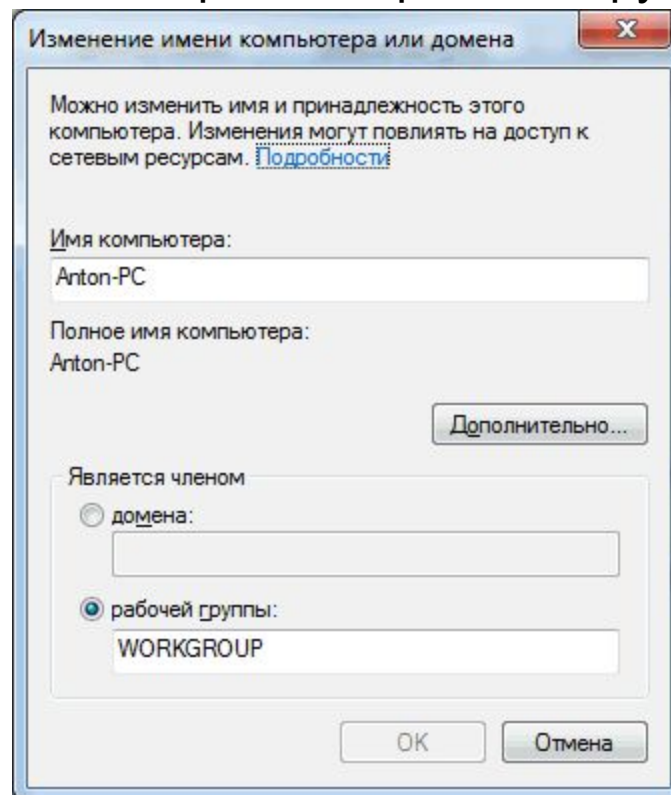 Изменение имени компьютера или домена
Можно изменить имя и принадлежность этого
компьютера. Изменения могут повлиять на доступ к
сетевым ресурсам. Подробности
Имя компьютера:
Anton-PC
Полное имя компьютера:
Anton-PC
Дополнительно...
Является членом
домена:
рабочей группы:
WORKGROUP
ОК
Отмена